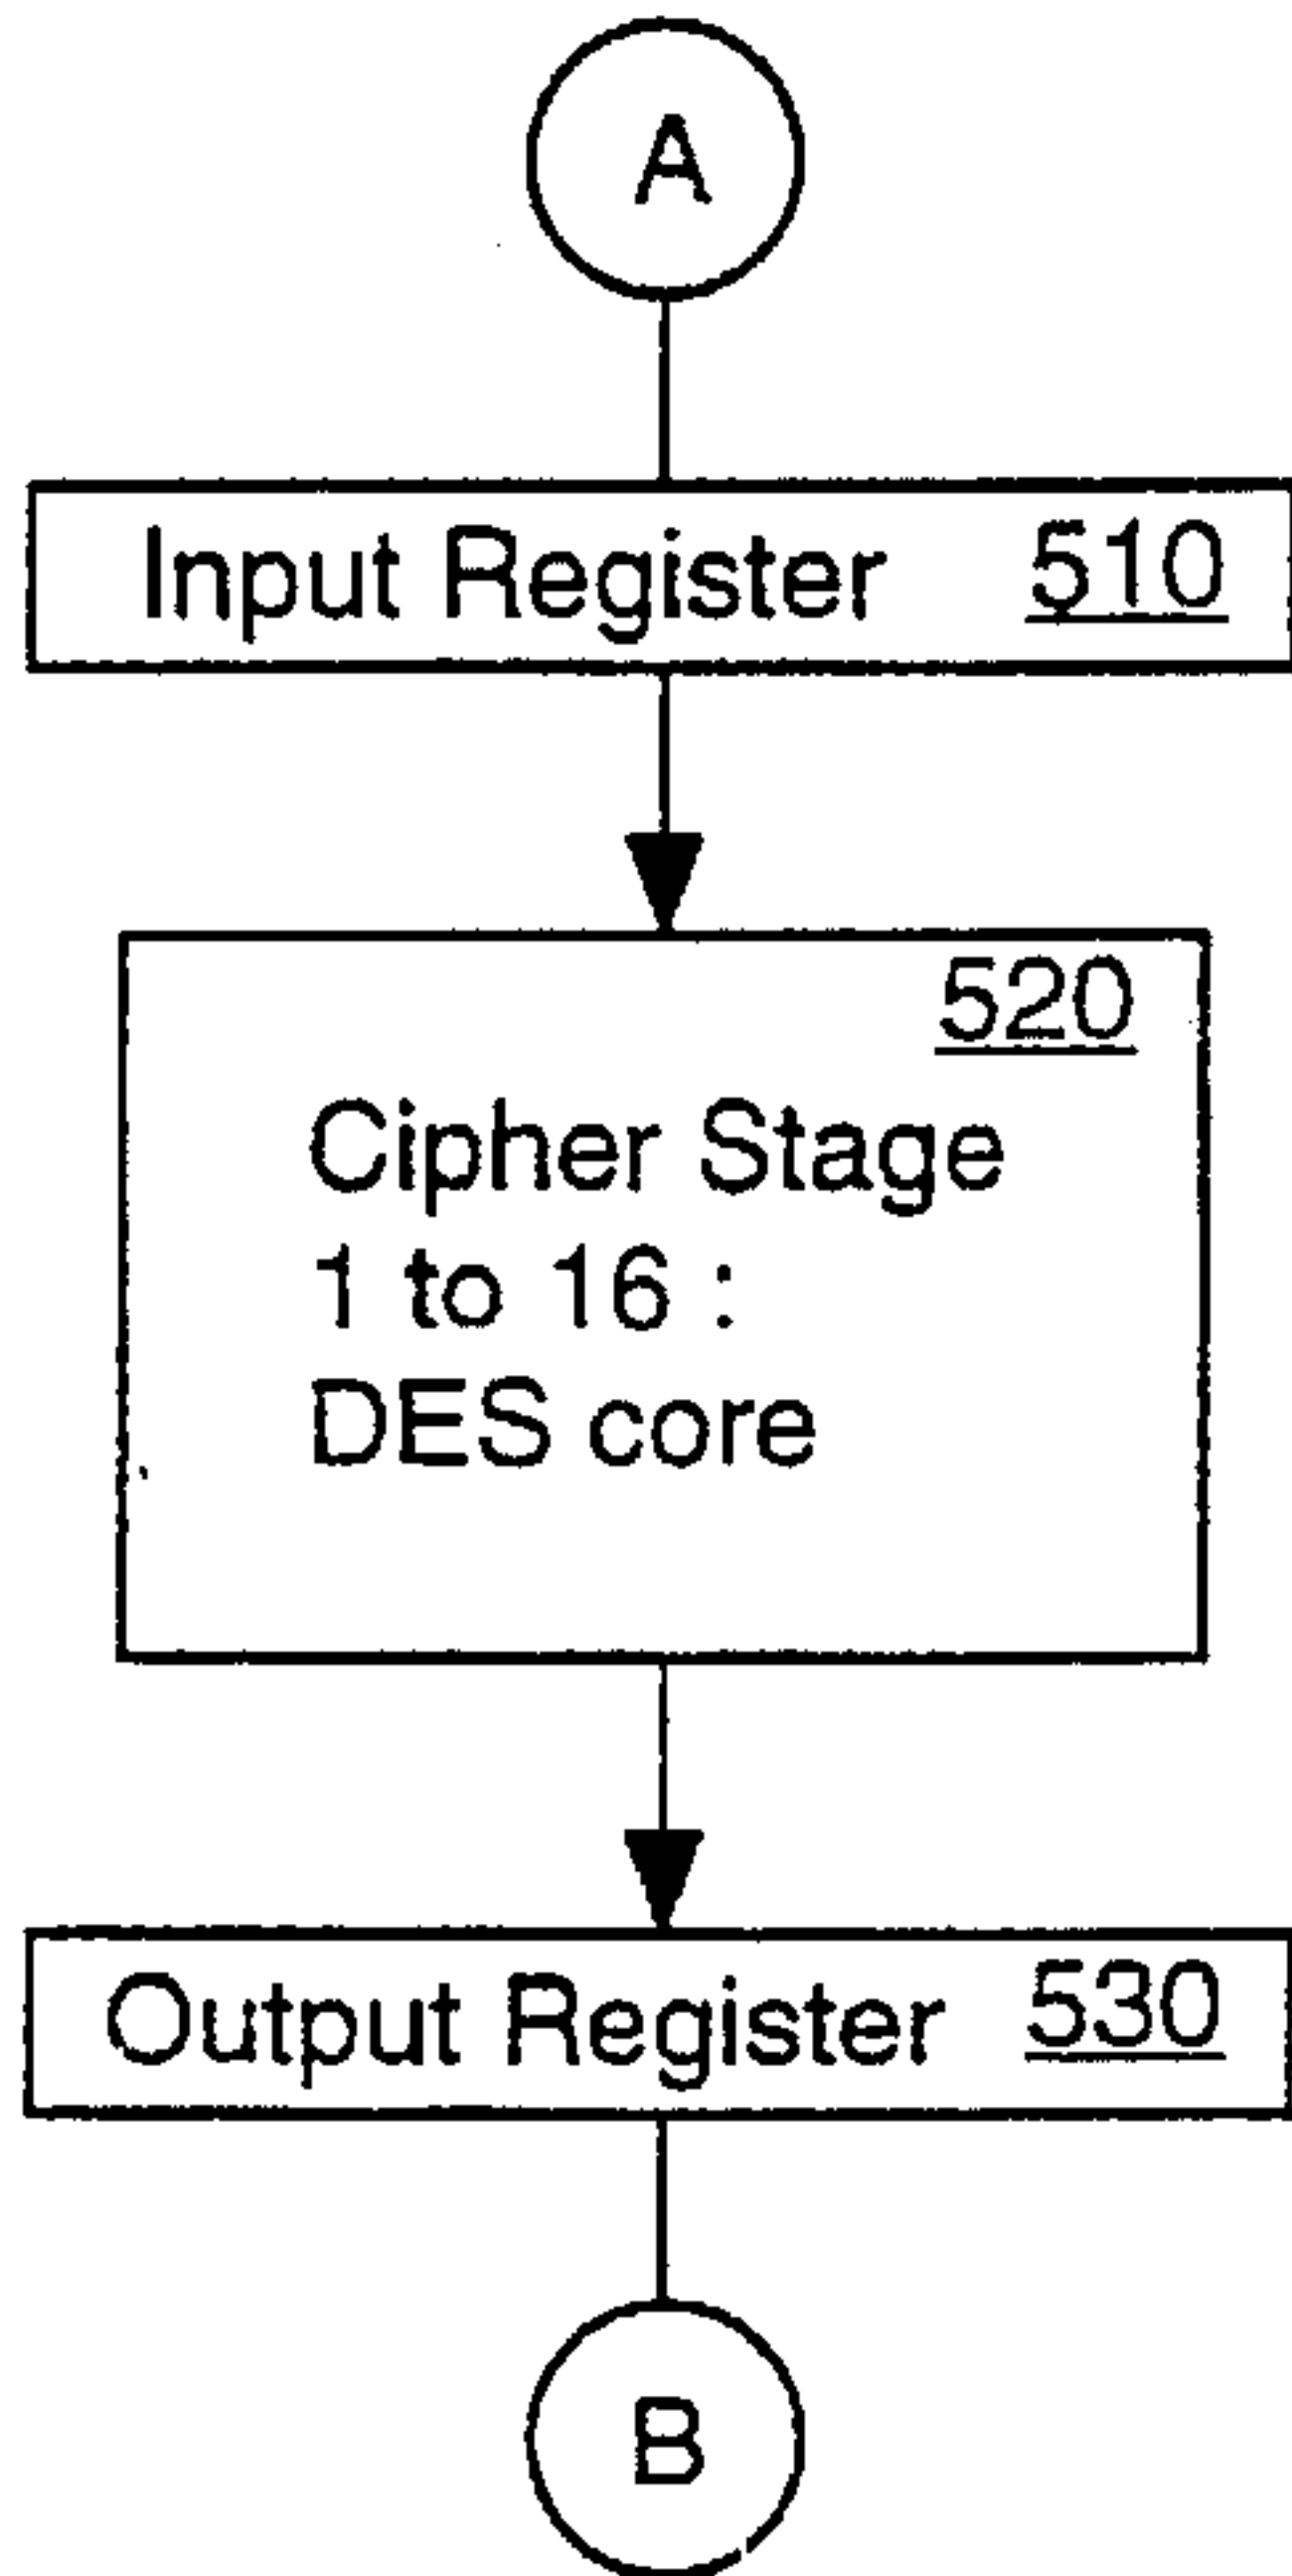 A
Input Register 510
520
Cipher Stage
1 to 16 :
DES core
Output Register 530
B